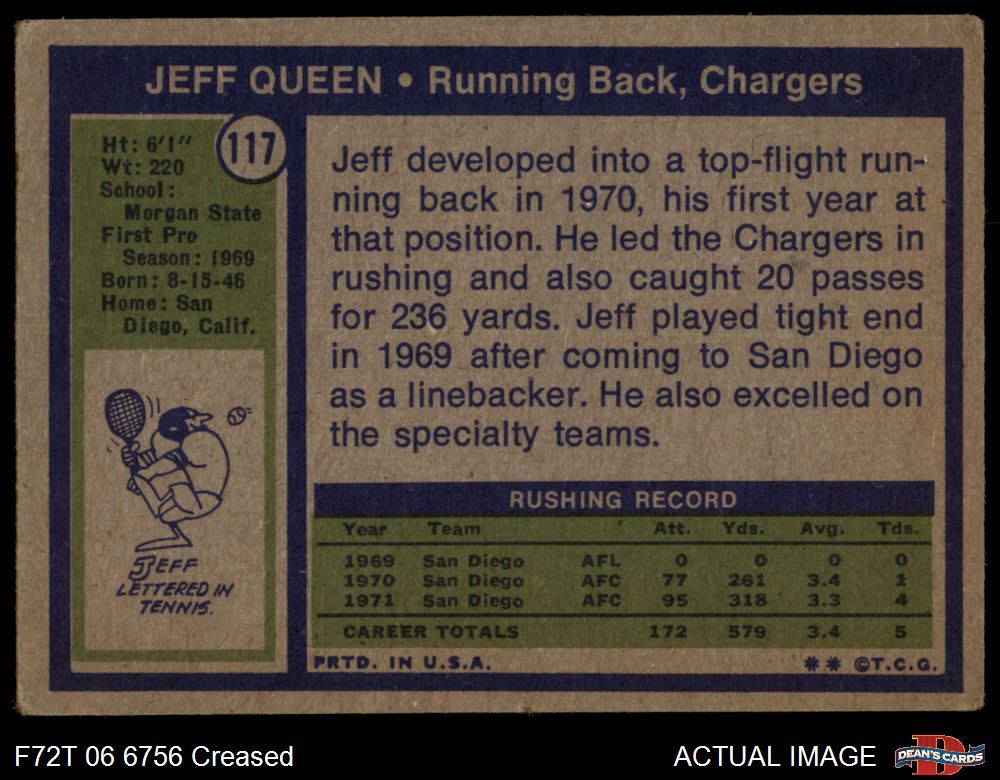 JEFF QUEEN • Running Back, Chargers
117
Ht: 6'1"
Wt: 220
School:
Morgan State
First Pro
Season: 1969
Born: 8-15-46
Home: San
Diego, Calif.
JEFF
LETTERED IN
TENNIS.
Jeff developed into a top-flight run-
ning back in 1970, his first year at
that position. He led the Chargers in
rushing and also caught 20 passes
for 236 yards. Jeff played tight end
in 1969 after coming to San Diego
as a linebacker. He also excelled on
the specialty teams.
RUSHING RECORD
Year Team Att. Yds. Avg. Tds.
1969 San Diego AFL 0 0 0 0
1970 San Diego AFC 77 261 3.4 1
1971 San Diego AFC 95 318 3.3 4
CAREER TOTALS 172 579 3.4 5
PRTD. IN U.S.A. ** ©T.C.G.
F72T 06 6756 Creased
ACTUAL IMAGE
DEAN'S CARDS